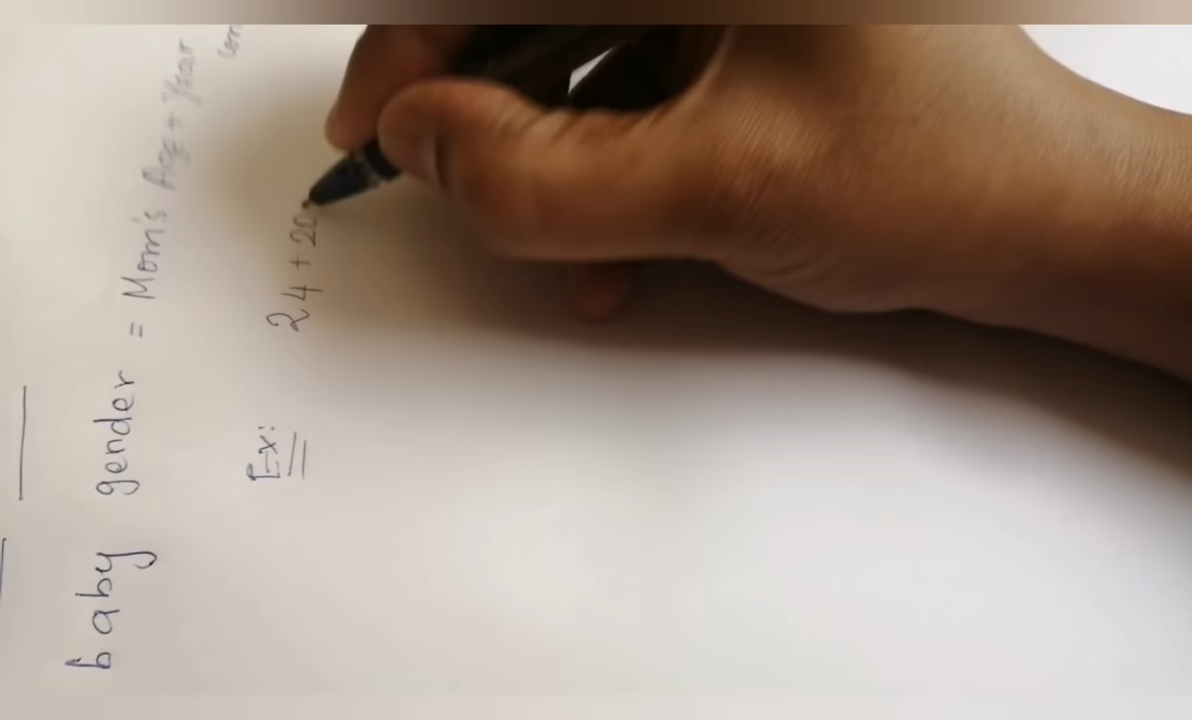 baby gender = Mom's Age + Year
Ex: 24 + 20